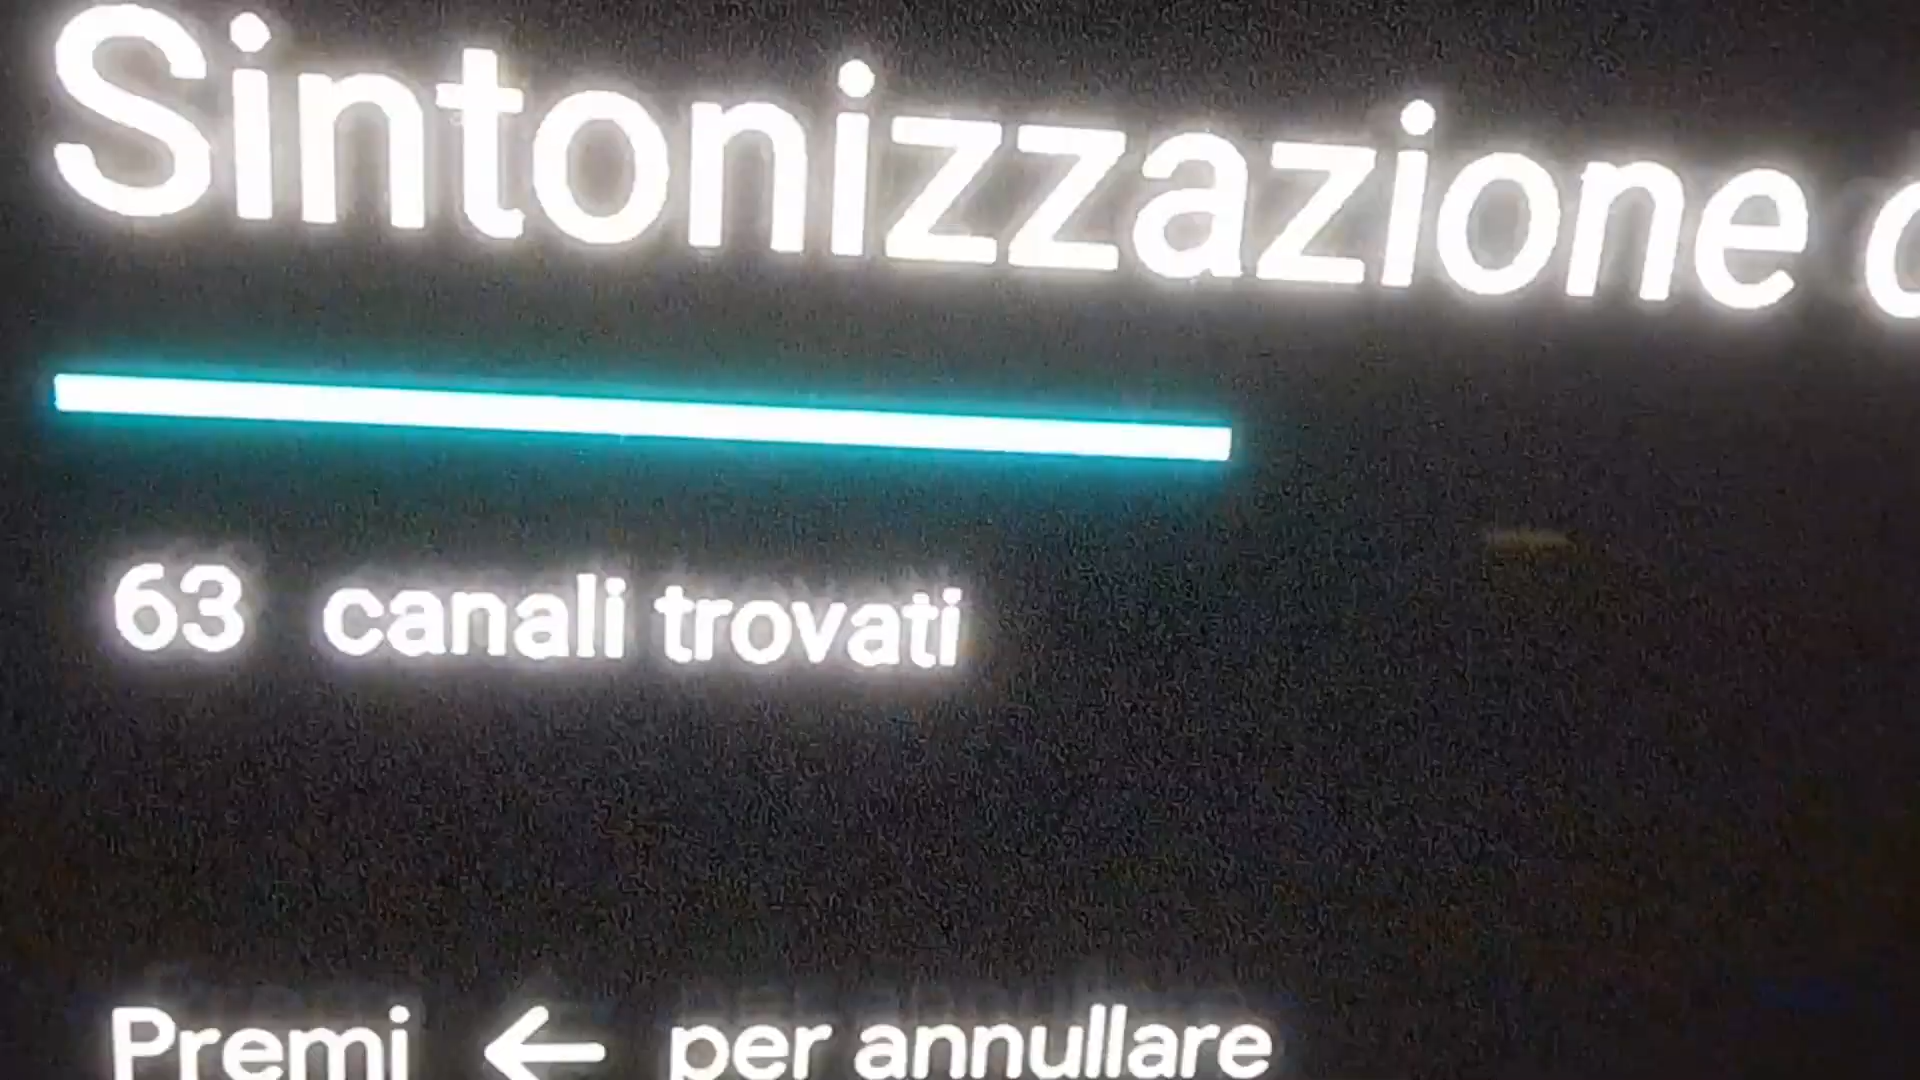 Sintonizzazione
63 canali trovati
Premi ← per annullare